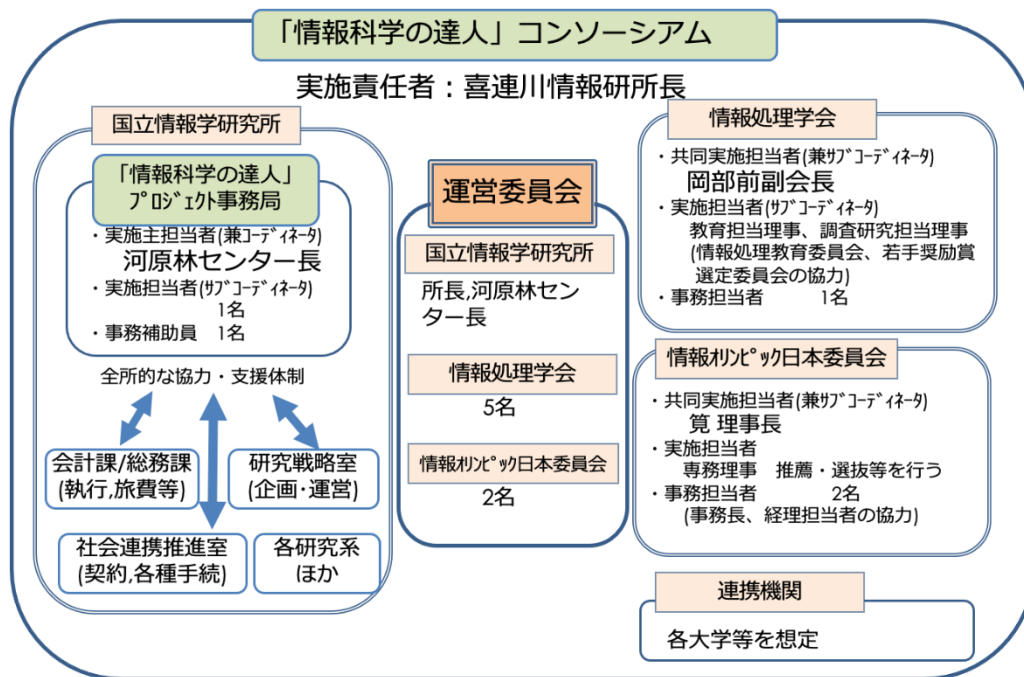 「情報科学の達人」コンソーシアム
実施責任者：喜連川情報研所長
国立情報学研究所
「情報科学の達人」
ﾌﾟﾛｼﾞｪｸﾄ事務局
・実施主担当者(兼ｺｰﾃﾞｨﾈｰﾀ)
河原林センター長
・実施担当者(ｻﾌﾞｺｰﾃﾞｨﾈｰﾀ)
1名
・事務補助員　1名
全所的な協力・支援体制
会計課/総務課
(執行,旅費等)
研究戦略室
(企画･運営)
社会連携推進室
(契約,各種手続)
各研究系
ほか
運営委員会
国立情報学研究所
所長,河原林セン
ター長
情報処理学会
5名
情報ｵﾘﾝﾋﾟｯｸ日本委員会
2名
情報処理学会
・共同実施担当者(兼ｻﾌﾞｺｰﾃﾞｨﾈｰﾀ)
岡部前副会長
・実施担当者(ｻﾌﾞｺｰﾃﾞｨﾈｰﾀ)
教育担当理事、調査研究担当理事
(情報処理教育委員会、若手奨励賞
選定委員会の協力)
・事務担当者　　　1名
情報ｵﾘﾝﾋﾟｯｸ日本委員会
・共同実施担当者(兼ｻﾌﾞｺｰﾃﾞｨﾈｰﾀ)
筧 理事長
・実施担当者
専務理事　推薦・選抜等を行う
・事務担当者　　　　2名
(事務長、経理担当者の協力)
連携機関
各大学等を想定